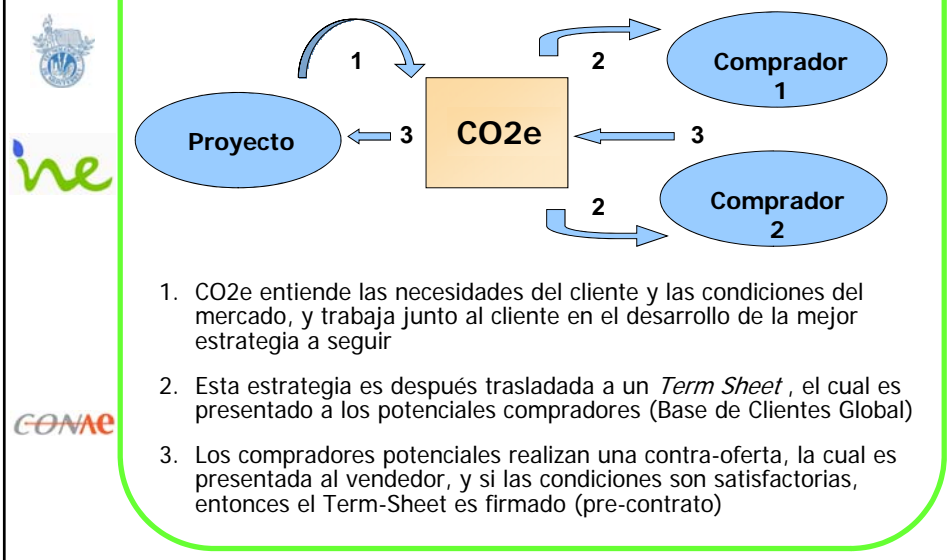 1
2
Comprador
1
Proyecto
3
CO2e
3
2
Comprador
2
ine
CONAE
1. CO2e entiende las necesidades del cliente y las condiciones del
mercado, y trabaja junto al cliente en el desarrollo de la mejor
estrategia a seguir
2. Esta estrategia es después trasladada a un Term Sheet , el cual es
presentado a los potenciales compradores (Base de Clientes Global)
3. Los compradores potenciales realizan una contra-oferta, la cual es
presentada al vendedor, y si las condiciones son satisfactorias,
entonces el Term-Sheet es firmado (pre-contrato)